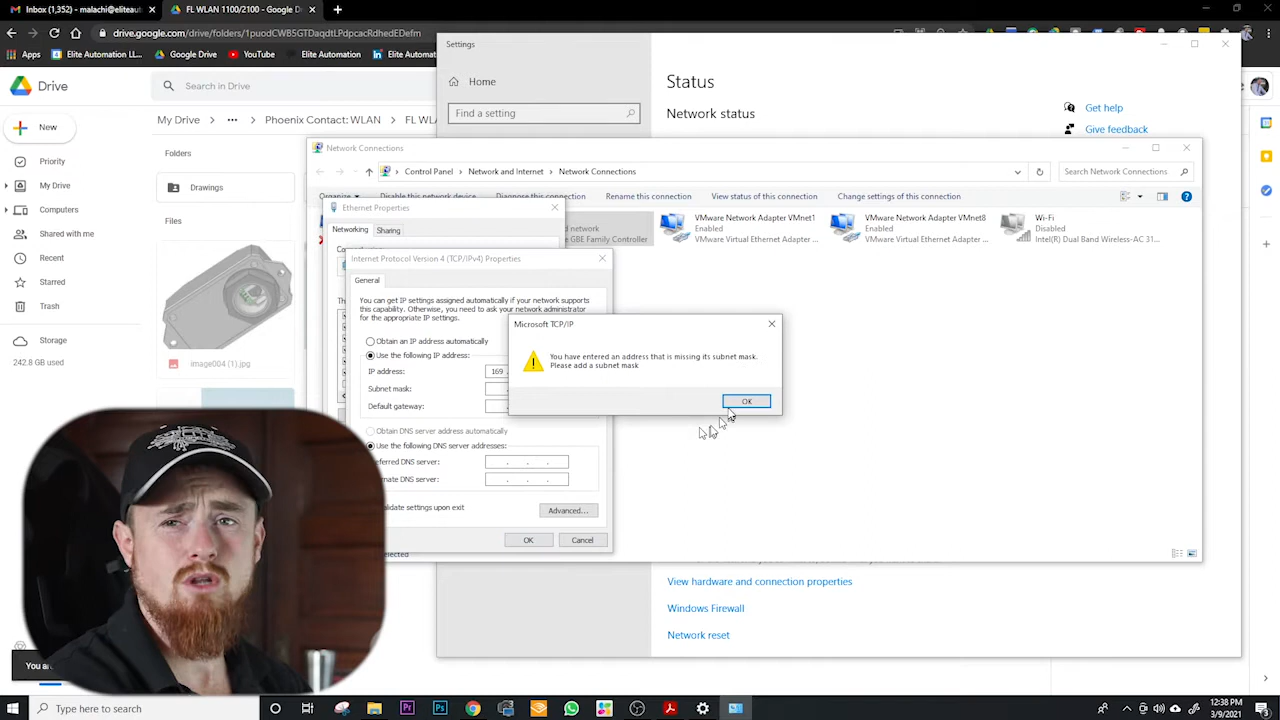 Inbox (1,352) - malachi@eliteaut
FL WLAN 1100/2100 - Google D
driv
Apps
Elite Automation LL...
Google Drive
YouTube
Elite Automation
Elite Automatio
Drive
Search in Drive
New
My Drive
Phoenix Contact: WLAN
FL WLA
Priority
My Drive
Computers
Shared with me
Recent
Starred
Trash
Storage
242.8 GB used
Folders
Drawings
Files
image004 (1).jpg
You are
Settings
Home
Find a setting
Status
Network status
Get help
Give feedback
View hardware and connection properties
Windows Firewall
Network reset
Network Connections
Control Panel
Network and Internet
Network Connections
Search Network Connections
Organize
Disable this network device
Diagnose this connection
Rename this connection
View status of this connection
Change settings of this connection
d network
GBE Family Controller
VMware Network Adapter VMnet1
Enabled
VMware Virtual Ethernet Adapter ...
VMware Network Adapter VMnet8
Enabled
VMware Virtual Ethernet Adapter ...
Wi-Fi
Disabled
Intel(R) Dual Band Wireless-AC 31...
elected
Ethernet Properties
Networking
Sharing
Internet Protocol Version 4 (TCP/IPv4) Properties
General
You can get IP settings assigned automatically if your network supports
this capability. Otherwise, you need to ask your network administrator
for the appropriate IP settings.
Obtain an IP address automatically
Use the following IP address:
IP address:
169 .
Subnet mask:
Default gateway:
Obtain DNS server address automatically
Use the following DNS server addresses:
eferred DNS server:
. . .
rnate DNS server:
. . .
alidate settings upon exit
Advanced...
OK
Cancel
Microsoft TCP/IP
You have entered an address that is missing its subnet mask.
Please add a subnet mask
OK
Type here to search
12:38 PM
3/9/2021